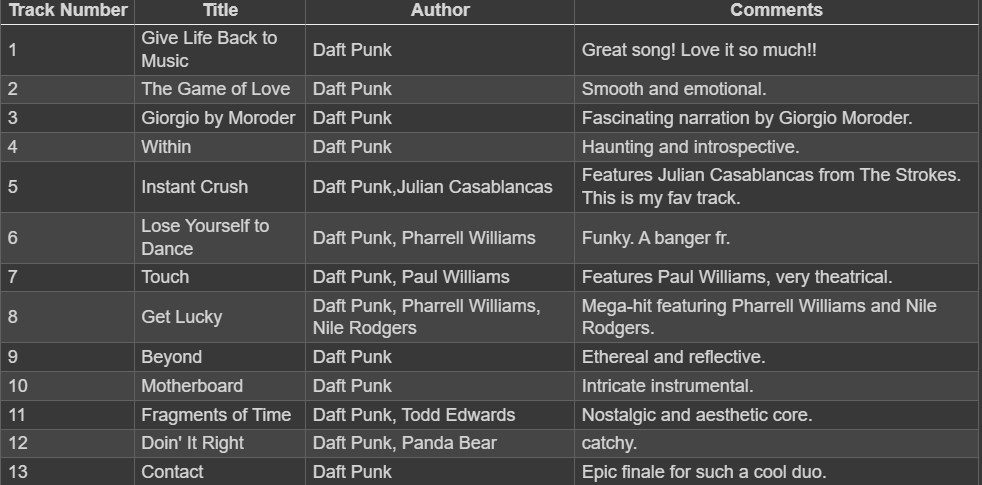 Track Number Title Author Comments
1 Give Life Back to Music Daft Punk Great song! Love it so much!!
2 The Game of Love Daft Punk Smooth and emotional.
3 Giorgio by Moroder Daft Punk Fascinating narration by Giorgio Moroder.
4 Within Daft Punk Haunting and introspective.
5 Instant Crush Daft Punk,Julian Casablancas Features Julian Casablancas from The Strokes. This is my fav track.
6 Lose Yourself to Dance Daft Punk, Pharrell Williams Funky. A banger fr.
7 Touch Daft Punk, Paul Williams Features Paul Williams, very theatrical.
8 Get Lucky Daft Punk, Pharrell Williams, Nile Rodgers Mega-hit featuring Pharrell Williams and Nile Rodgers.
9 Beyond Daft Punk Ethereal and reflective.
10 Motherboard Daft Punk Intricate instrumental.
11 Fragments of Time Daft Punk, Todd Edwards Nostalgic and aesthetic core.
12 Doin' It Right Daft Punk, Panda Bear catchy.
13 Contact Daft Punk Epic finale for such a cool duo.